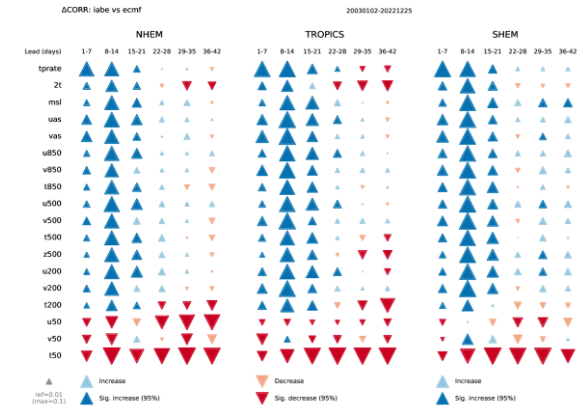 ΔCORR: iabe vs ecmf 20030102-20221225
NHEM TROPICS SHEM
Lead (days) 1-7 8-14 15-21 22-28 29-35 36-42 1-7 8-14 15-21 22-28 29-35 36-42 1-7 8-14 15-21 22-28 29-35 36-42
tprate
2t
msl
uas
vas
u850
v850
t850
u500
v500
t500
z500
u200
v200
t200
u50
v50
t50
ref=0.01
(max=0.1)
Increase Decrease Increase
Sig. increase (95%) Sig. decrease (95%) Sig. increase (95%)